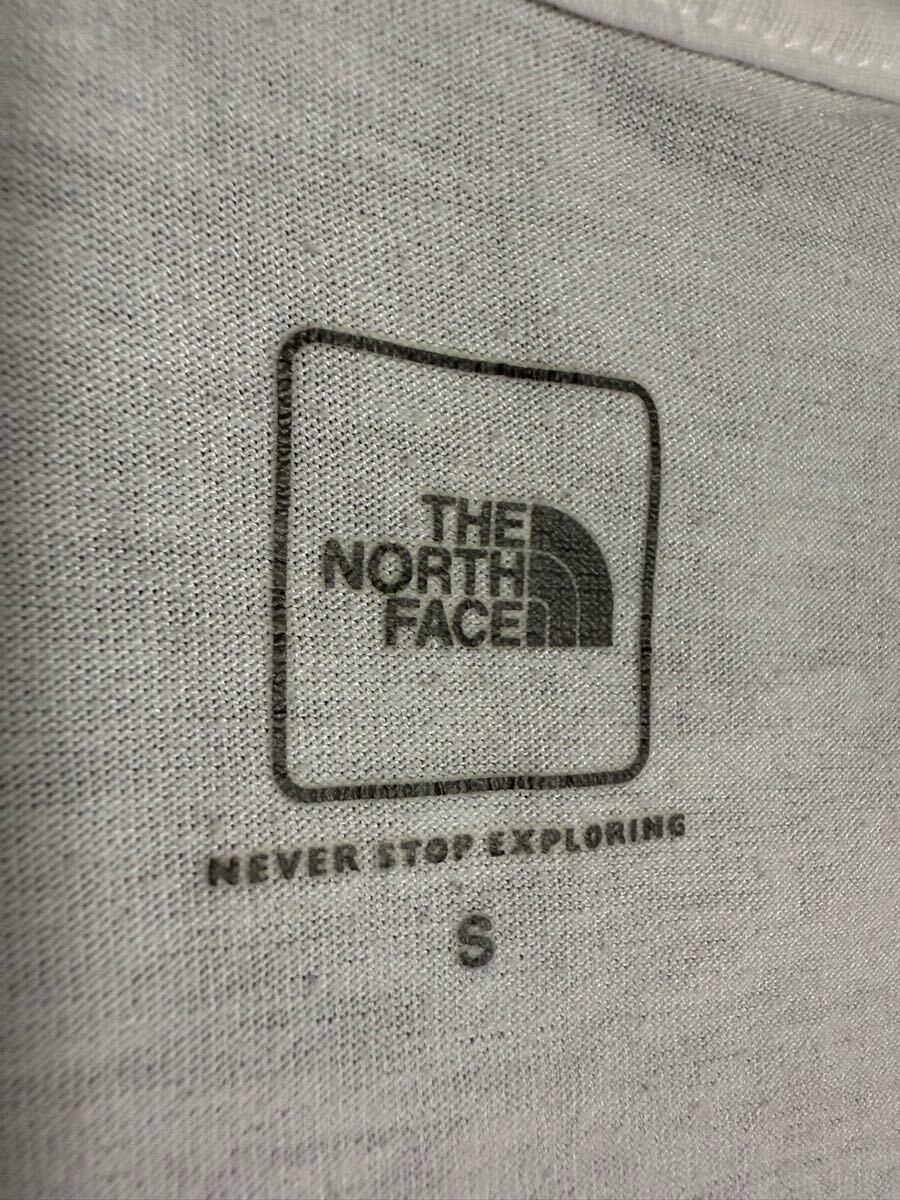 THE
NORTH
FACE
NEVER STOP EXPLORING
S